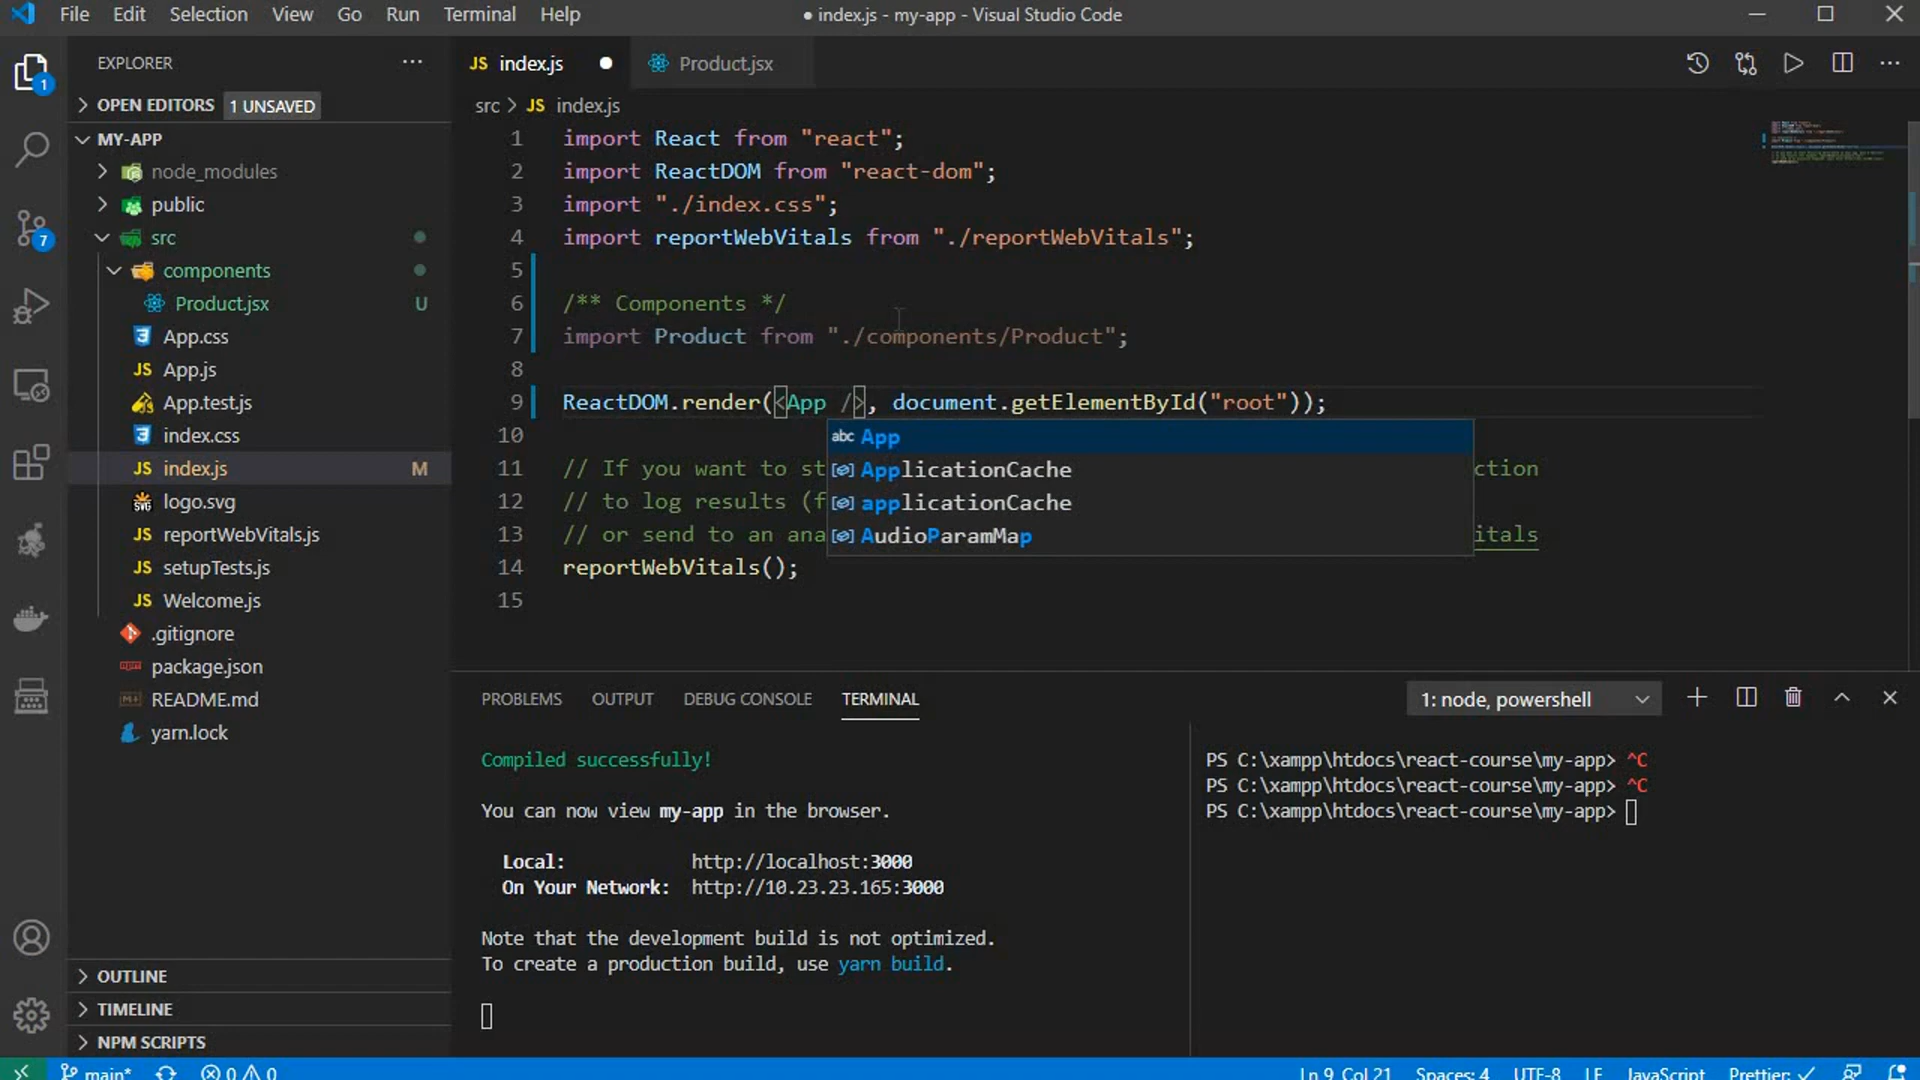 File Edit Selection View Go Run Terminal Help
● index.js - my-app - Visual Studio Code
EXPLORER ···
OPEN EDITORS 1 UNSAVED
MY-APP
node_modules
public
src
components
Product.jsx U
App.css
JS App.js
App.test.js
index.css
JS index.js M
logo.svg
JS reportWebVitals.js
JS setupTests.js
JS Welcome.js
.gitignore
package.json
README.md
yarn.lock
OUTLINE
TIMELINE
NPM SCRIPTS
1
7
JS index.js ● Product.jsx
src > JS index.js
1 import React from "react";
2 import ReactDOM from "react-dom";
3 import "./index.css";
4 import reportWebVitals from "./reportWebVitals";
5
6 /** Components */
7 import Product from "./components/Product";
8
9 ReactDOM.render(<App />, document.getElementById("root"));
10
11 // If you want to st ction
12 // to log results (f
13 // or send to an ana itals
14 reportWebVitals();
15
abc App
ApplicationCache
applicationCache
AudioParamMap
PROBLEMS OUTPUT DEBUG CONSOLE TERMINAL
1: node, powershell
Compiled successfully!
You can now view my-app in the browser.
Local: http://localhost:3000
On Your Network: http://10.23.23.165:3000
Note that the development build is not optimized.
To create a production build, use yarn build.
PS C:\xampp\htdocs\react-course\my-app> ^C
PS C:\xampp\htdocs\react-course\my-app> ^C
PS C:\xampp\htdocs\react-course\my-app>
main* 0 0
Ln 9, Col 21 Spaces: 4 UTF-8 LF JavaScript Prettier: ✓